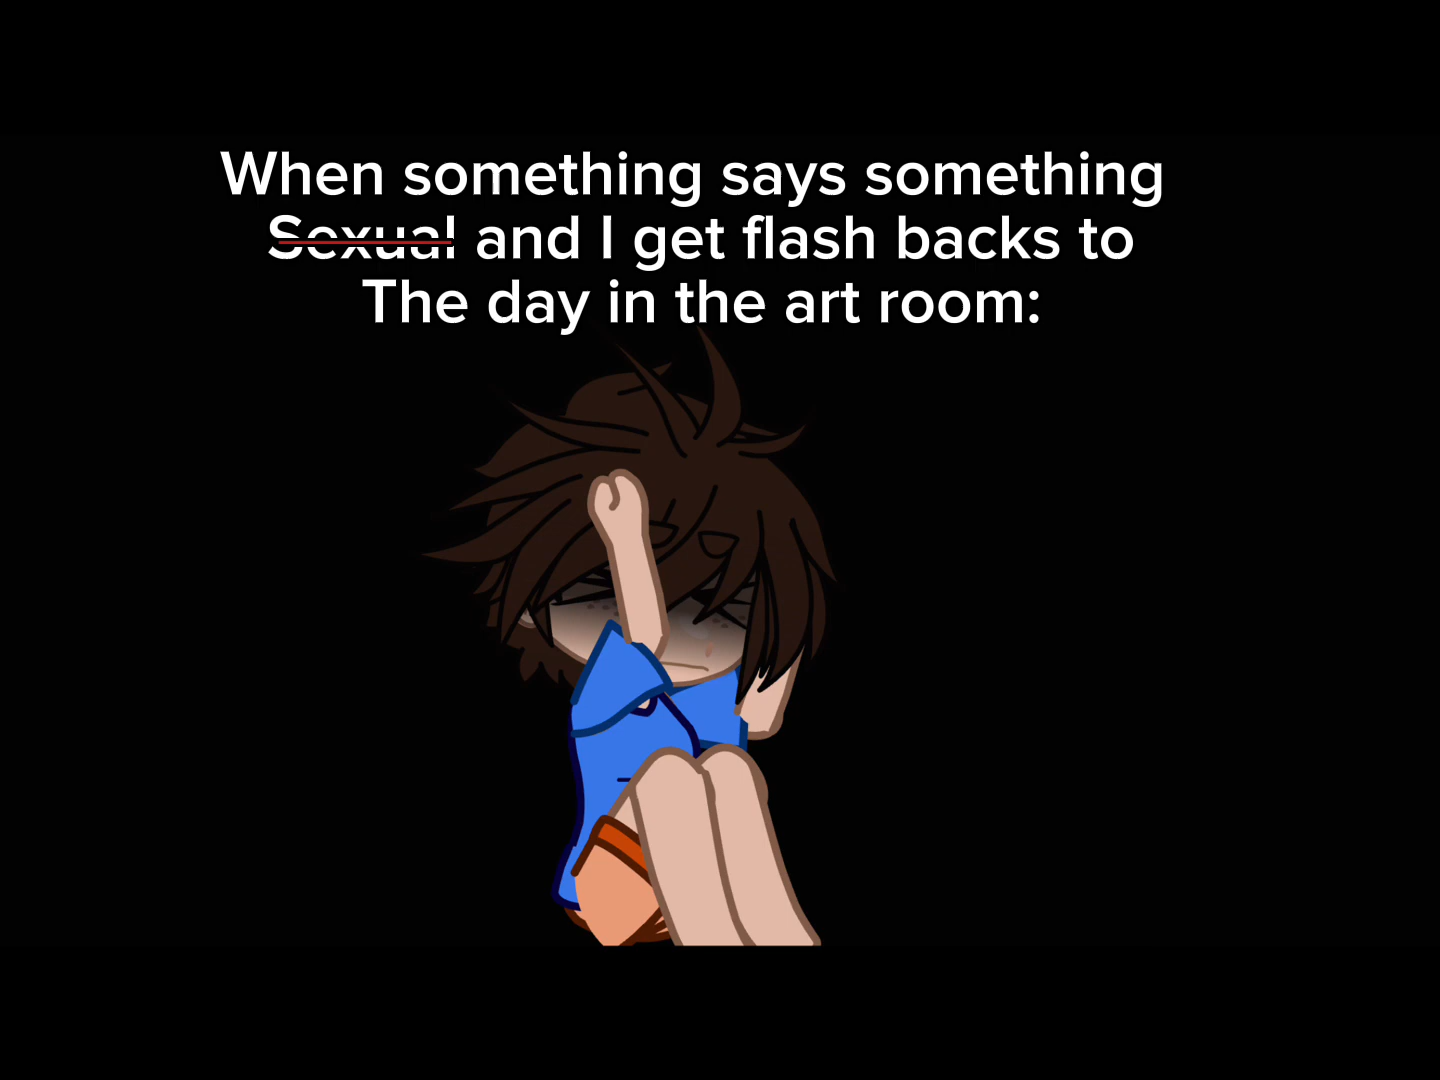 When something says something
Sexual and I get flash backs to
The day in the art room: